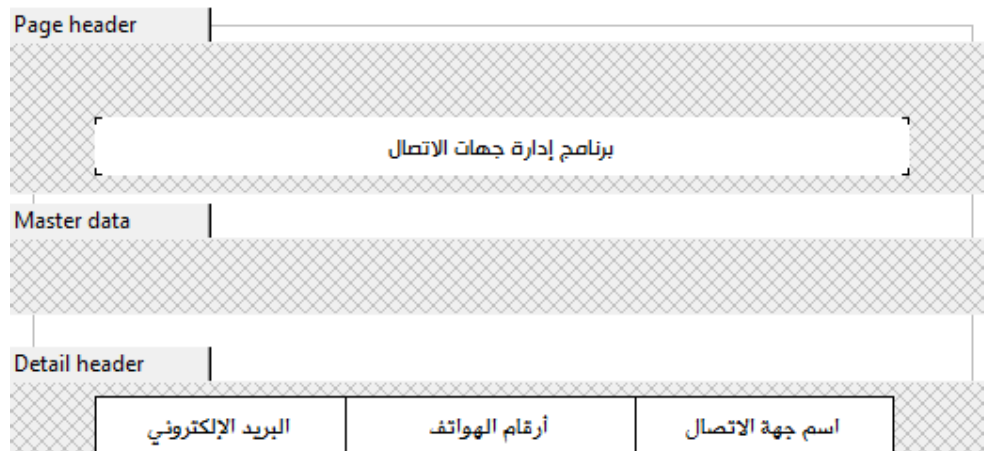 Page header
برنامج إدارة جهات الاتصال
Master data
Detail header
اسم جهة الاتصال أرقام الهواتف البريد الإلكتروني